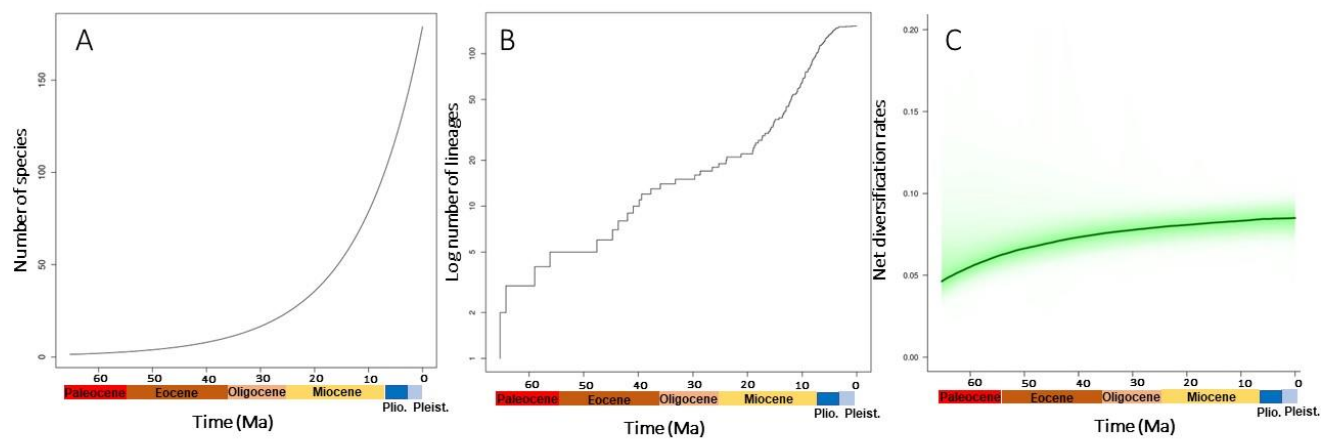 A
Number of species
150
100
50
0
60 50 40 30 20 10 0
Paleocene Eocene Oligocene Miocene
Plio. Pleist.
Time (Ma)
B
Log number of lineages
100
50
20
10
5
2
1
60 50 40 30 20 10 0
Paleocene Eocene Oligocene Miocene
Plio. Pleist.
Time (Ma)
C
Net diversification rates
0.20
0.15
0.10
0.05
0.00
60 50 40 30 20 10 0
Paleocene Eocene Oligocene Miocene
Plio. Pleist.
Time (Ma)